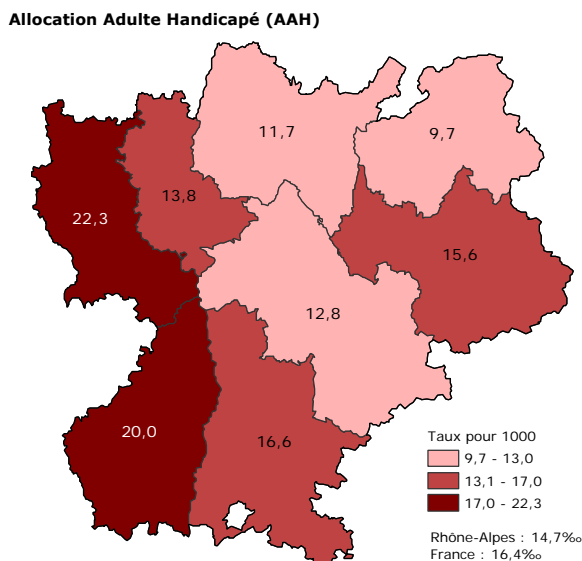 Allocation Adulte Handicapé (AAH)
11,7
9,7
13,8
22,3
15,6
12,8
20,0
16,6
Taux pour 1000
9,7 - 13,0
13,1 - 17,0
17,0 - 22,3
Rhône-Alpes : 14,7‰
France : 16,4‰